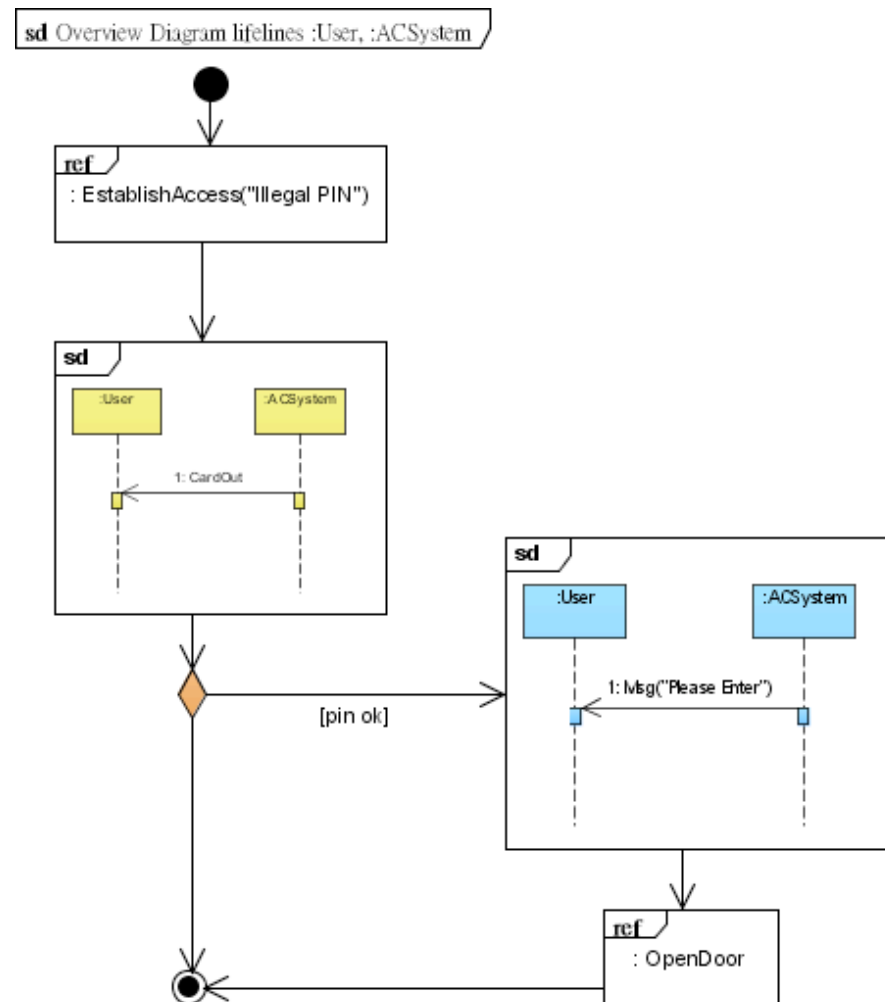 sd Overview Diagram lifelines :User, :ACSystem
ref
: EstablishAccess("Illegal PIN")
sd
:User
:ACSystem
1: CardOut
sd
:User
:ACSystem
1: Msg("Please Enter")
[pin ok]
ref
: OpenDoor